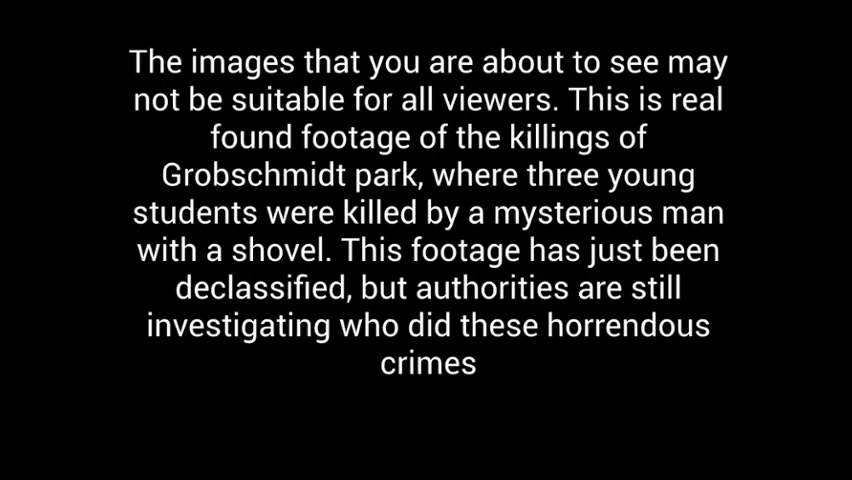 The images that you are about to see may
not be suitable for all viewers. This is real
found footage of the killings of
Grobschmidt park, where three young
students were killed by a mysterious man
with a shovel. This footage has just been
declassified, but authorities are still
investigating who did these horrendous
crimes